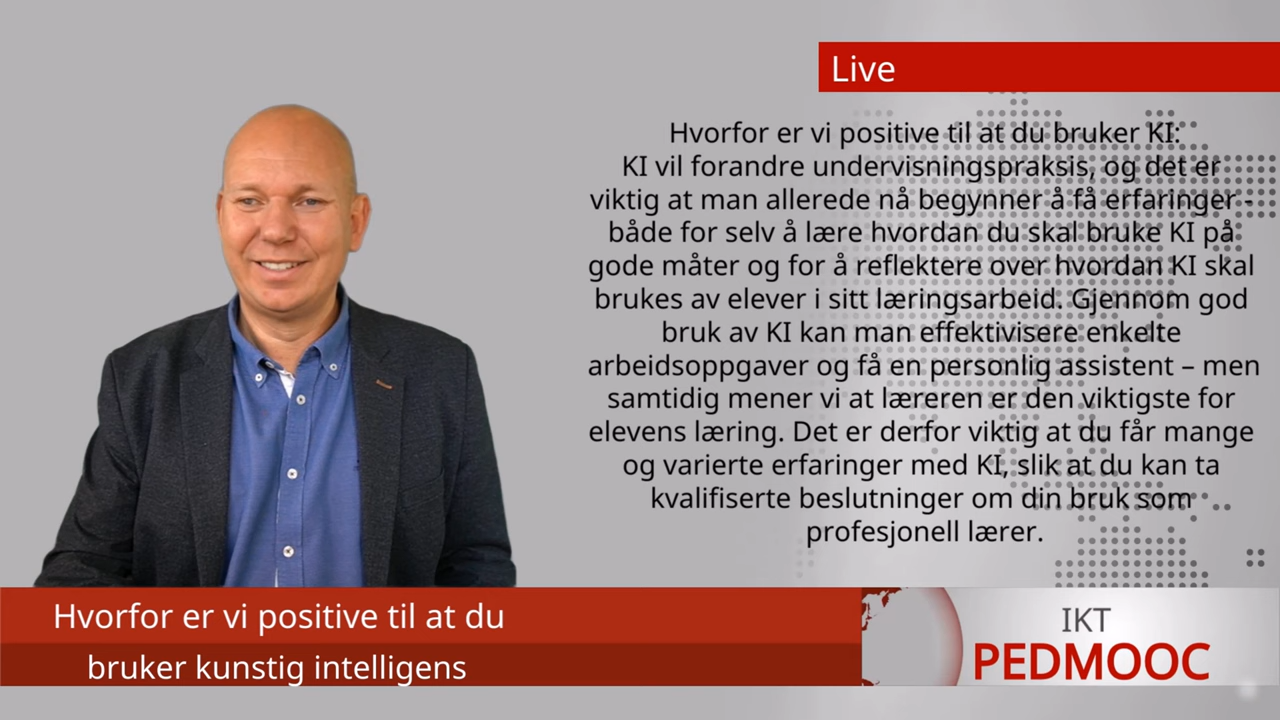 Live
Hvorfor er vi positive til at du bruker KI:
KI vil forandre undervisningspraksis, og det er
viktig at man allerede nå begynner å få erfaringer -
både for selv å lære hvordan du skal bruke KI på
gode måter og for å reflektere over hvordan KI skal
brukes av elever i sitt læringsarbeid. Gjennom god
bruk av KI kan man effektivisere enkelte
arbeidsoppgaver og få en personlig assistent – men
samtidig mener vi at læreren er den viktigste for
elevens læring. Det er derfor viktig at du får mange
og varierte erfaringer med KI, slik at du kan ta
kvalifiserte beslutninger om din bruk som
profesjonell lærer.
Hvorfor er vi positive til at du
bruker kunstig intelligens
IKT
PEDMOOC